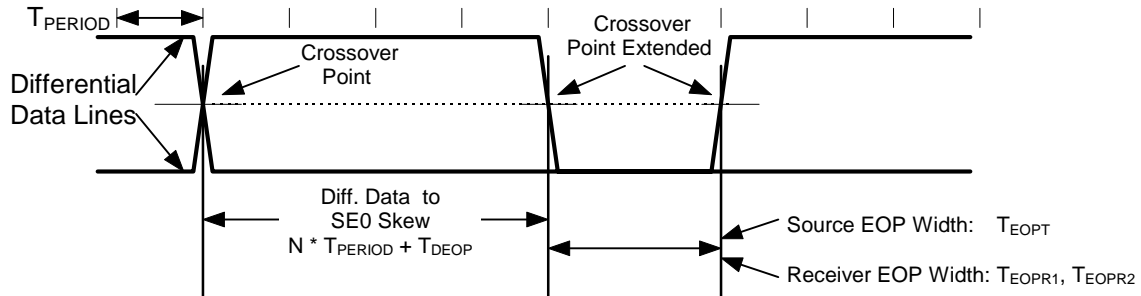 TPERIOD
Differential
Data Lines
Crossover
Point
Crossover
Point Extended
Diff. Data to
SE0 Skew
N * TPERIOD + TDEOP
Source EOP Width: TEOPT
Receiver EOP Width: TEOPR1, TEOPR2